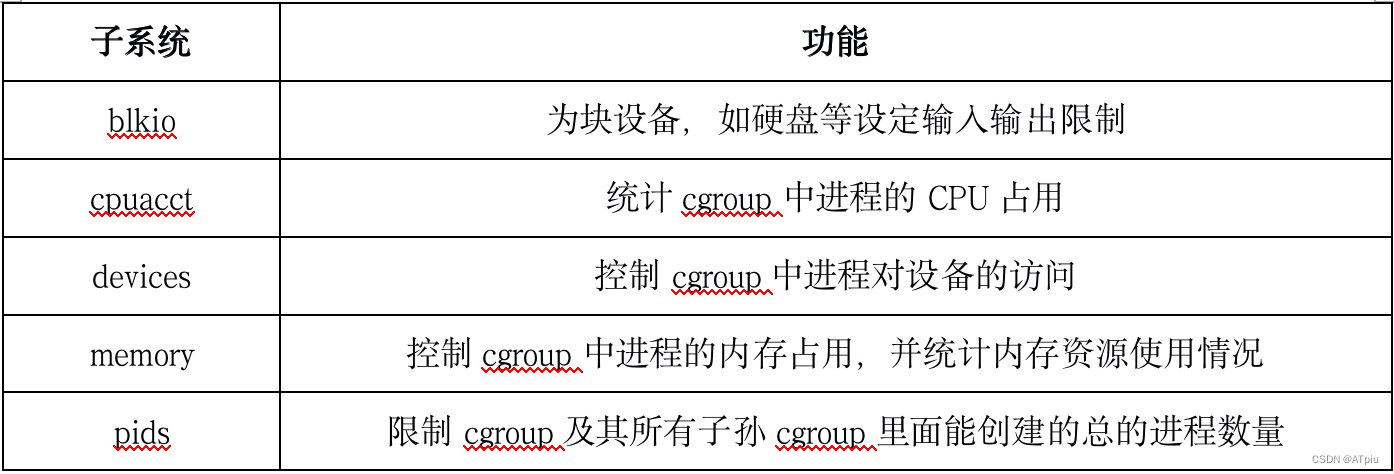 子系统 功能
blkio 为块设备，如硬盘等设定输入输出限制
cpuacct 统计 cgroup 中进程的 CPU 占用
devices 控制 cgroup 中进程对设备的访问
memory 控制 cgroup 中进程的内存占用，并统计内存资源使用情况
pids 限制 cgroup 及其所有子孙 cgroup 里面能创建的总的进程数量
CSDN @ATpiu